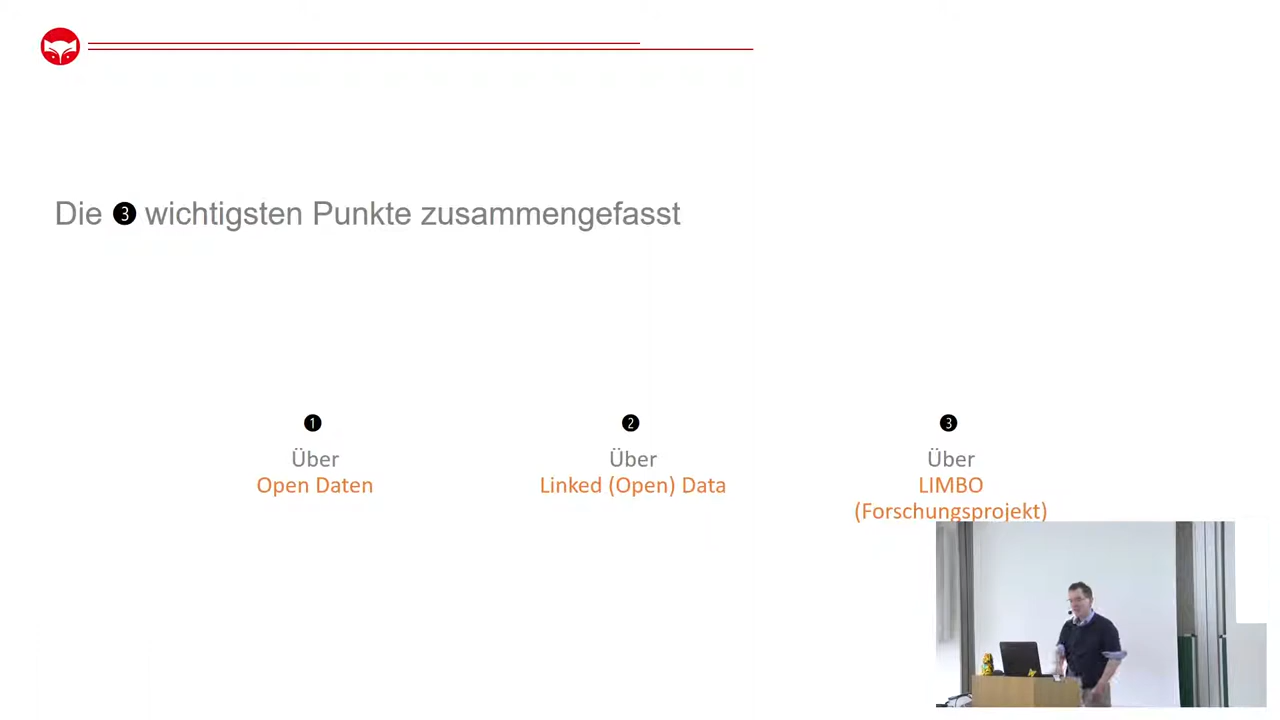 Die ❸ wichtigsten Punkte zusammengefasst
❶
Über
Open Daten
❷
Über
Linked (Open) Data
❸
Über
LIMBO
(Forschungsprojekt)